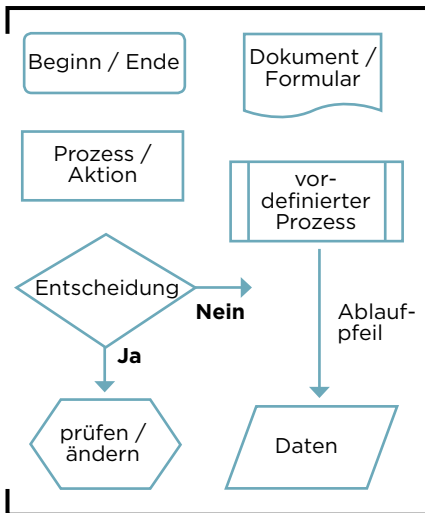 Beginn / Ende
Dokument /
Formular
Prozess /
Aktion
vor-
definierter
Prozess
Entscheidung
Nein
Ja
Ablauf-
pfeil
prüfen /
ändern
Daten